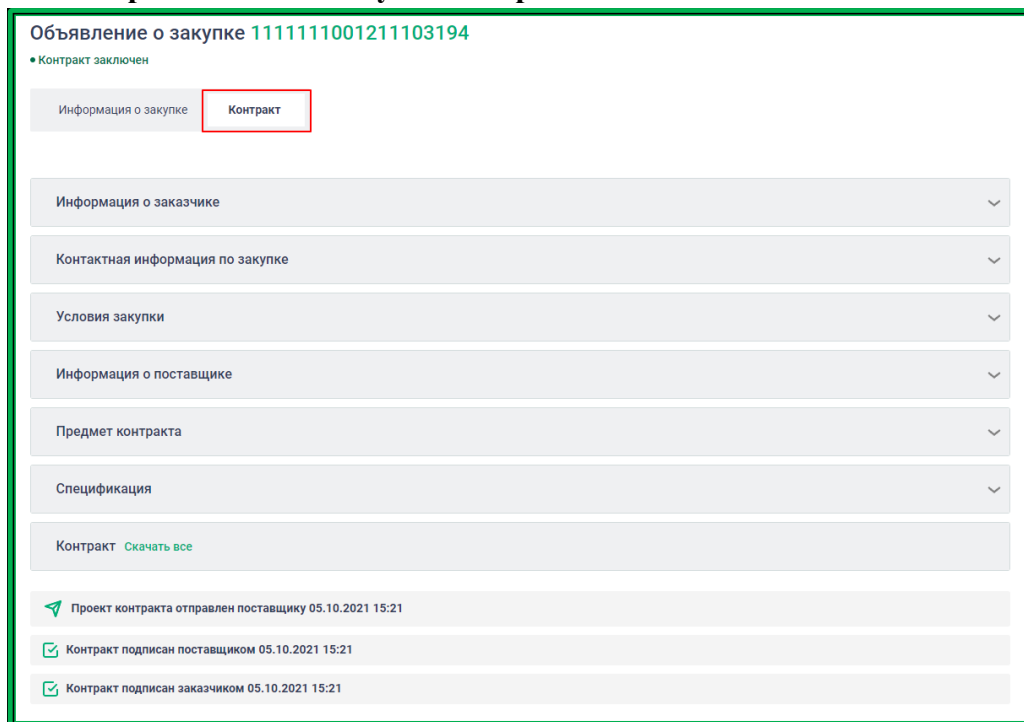 Объявление о закупке 1111111001211103194
Контракт заключен
Информация о закупке Контракт
Информация о заказчике
Контактная информация по закупке
Условия закупки
Информация о поставщике
Предмет контракта
Спецификация
Контракт Скачать все
Проект контракта отправлен поставщику 05.10.2021 15:21
Контракт подписан поставщиком 05.10.2021 15:21
Контракт подписан заказчиком 05.10.2021 15:21